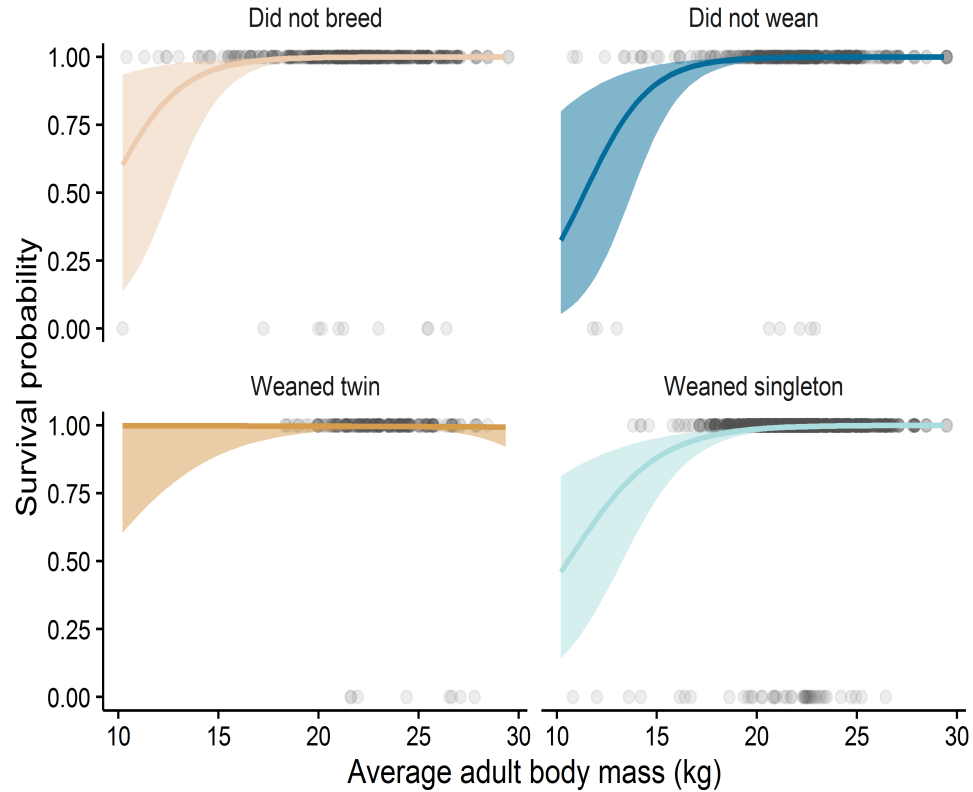 Did not breed
Did not wean
1.00
0.75
0.50
0.25
0.00
Weaned twin
Weaned singleton
1.00
0.75
0.50
0.25
0.00
Survival probability
10 15 20 25 30
10 15 20 25 30
Average adult body mass (kg)